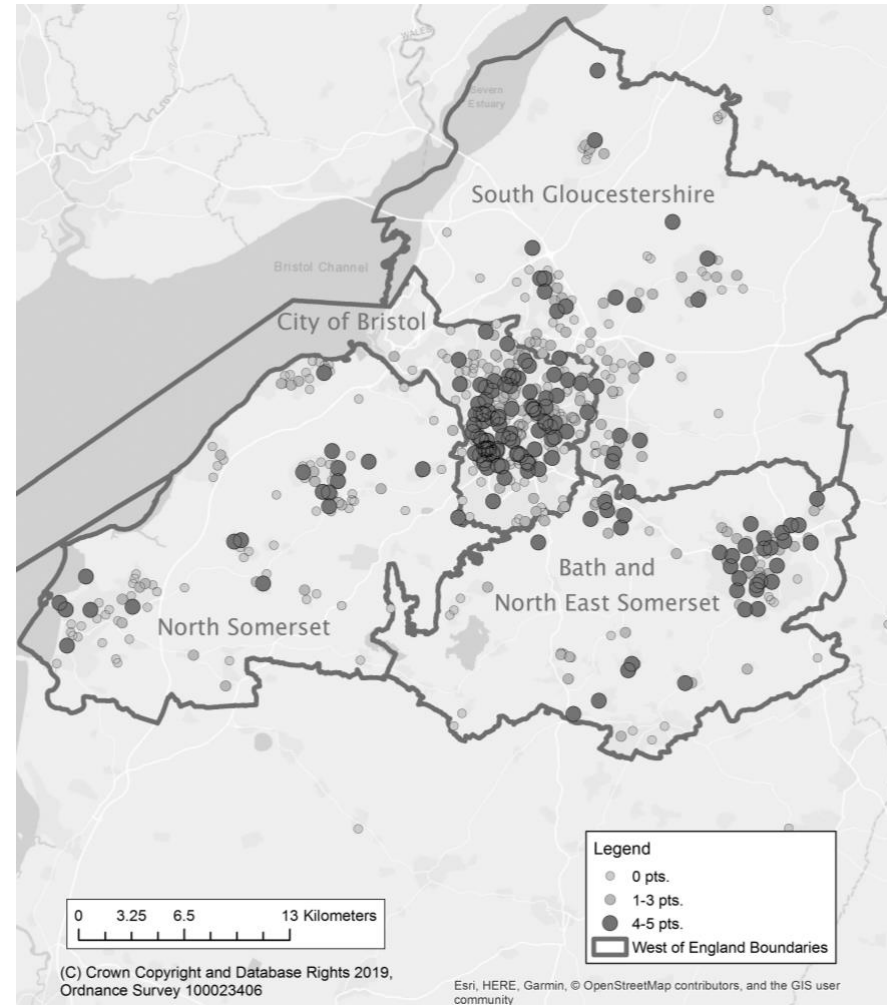 WALES
Severn
Estuary
South Gloucestershire
Bristol Channel
City of Bristol
Bath and
North East Somerset
North Somerset
Legend
0 pts.
1-3 pts.
4-5 pts.
West of England Boundaries
0 3.25 6.5 13 Kilometers
(C) Crown Copyright and Database Rights 2019,
Ordnance Survey 100023406
Esri, HERE, Garmin, © OpenStreetMap contributors, and the GIS user
community